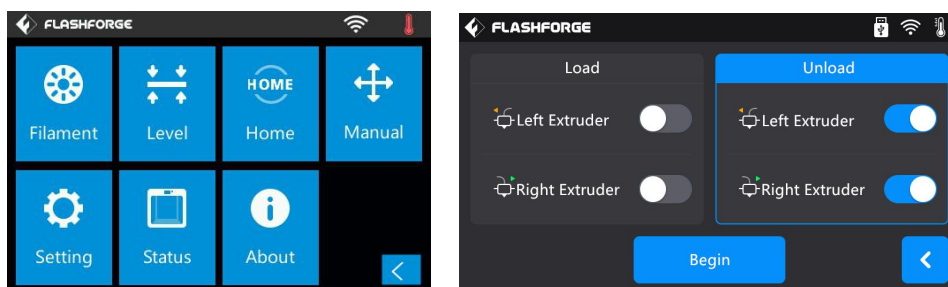 FLASHFORGE
Filament Level Home Manual
HOME
Setting Status About
FLASHFORGE
Load
Left Extruder
Right Extruder
Unload
Left Extruder
Right Extruder
Begin